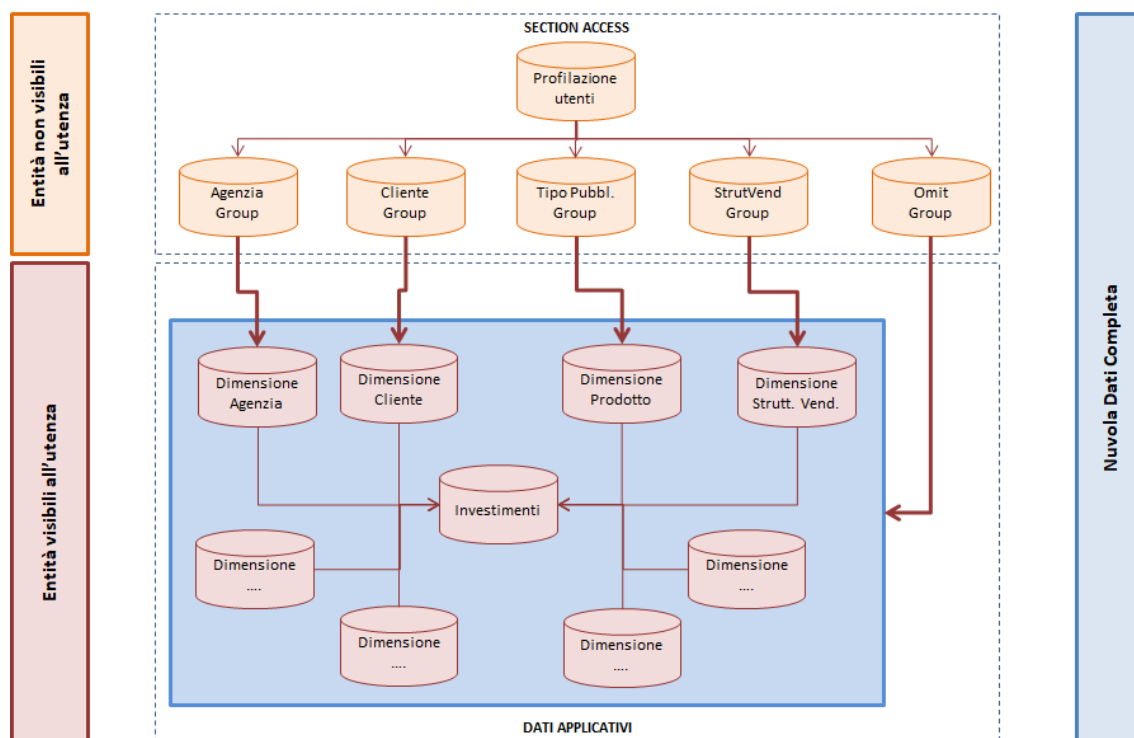 SECTION ACCESS
Entità non visibili
all'utenza
Profilazione
utenti
Agenzia
Group
Cliente
Group
Tipo Pubbl.
Group
StrutVend
Group
Omit
Group
Entità visibili all'utenza
Nuvola Dati Completa
Dimensione
Agenzia
Dimensione
Cliente
Dimensione
Prodotto
Dimensione
Strutt. Vend.
Investimenti
Dimensione
....
Dimensione
....
Dimensione
....
Dimensione
....
DATI APPLICATIVI